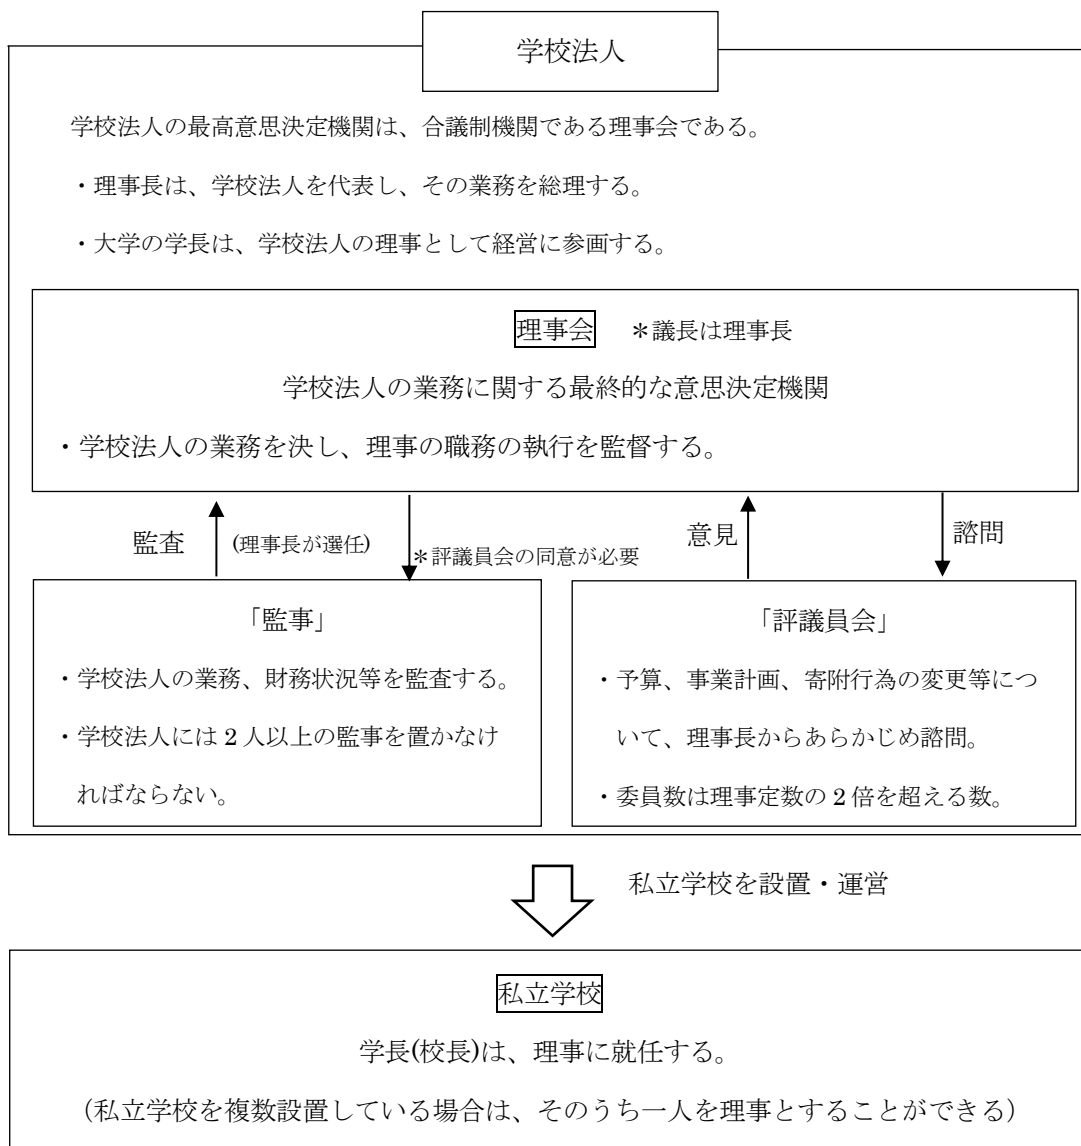 学校法人
学校法人の最高意思決定機関は、合議制機関である理事会である。
・理事長は、学校法人を代表し、その業務を総理する。
・大学の学長は、学校法人の理事として経営に参画する。
理事会 ＊議長は理事長
学校法人の業務に関する最終的な意思決定機関
・学校法人の業務を決し、理事の職務の執行を監督する。
監査 (理事長が選任)
＊評議員会の同意が必要
意見
諮問
「監事」
・学校法人の業務、財務状況等を監査する。
・学校法人には 2 人以上の監事を置かなけ
ればならない。
「評議員会」
・予算、事業計画、寄附行為の変更等につ
いて、理事長からあらかじめ諮問。
・委員数は理事定数の 2 倍を超える数。
私立学校を設置・運営
私立学校
学長(校長)は、理事に就任する。
（私立学校を複数設置している場合は、そのうち一人を理事とすることができる）